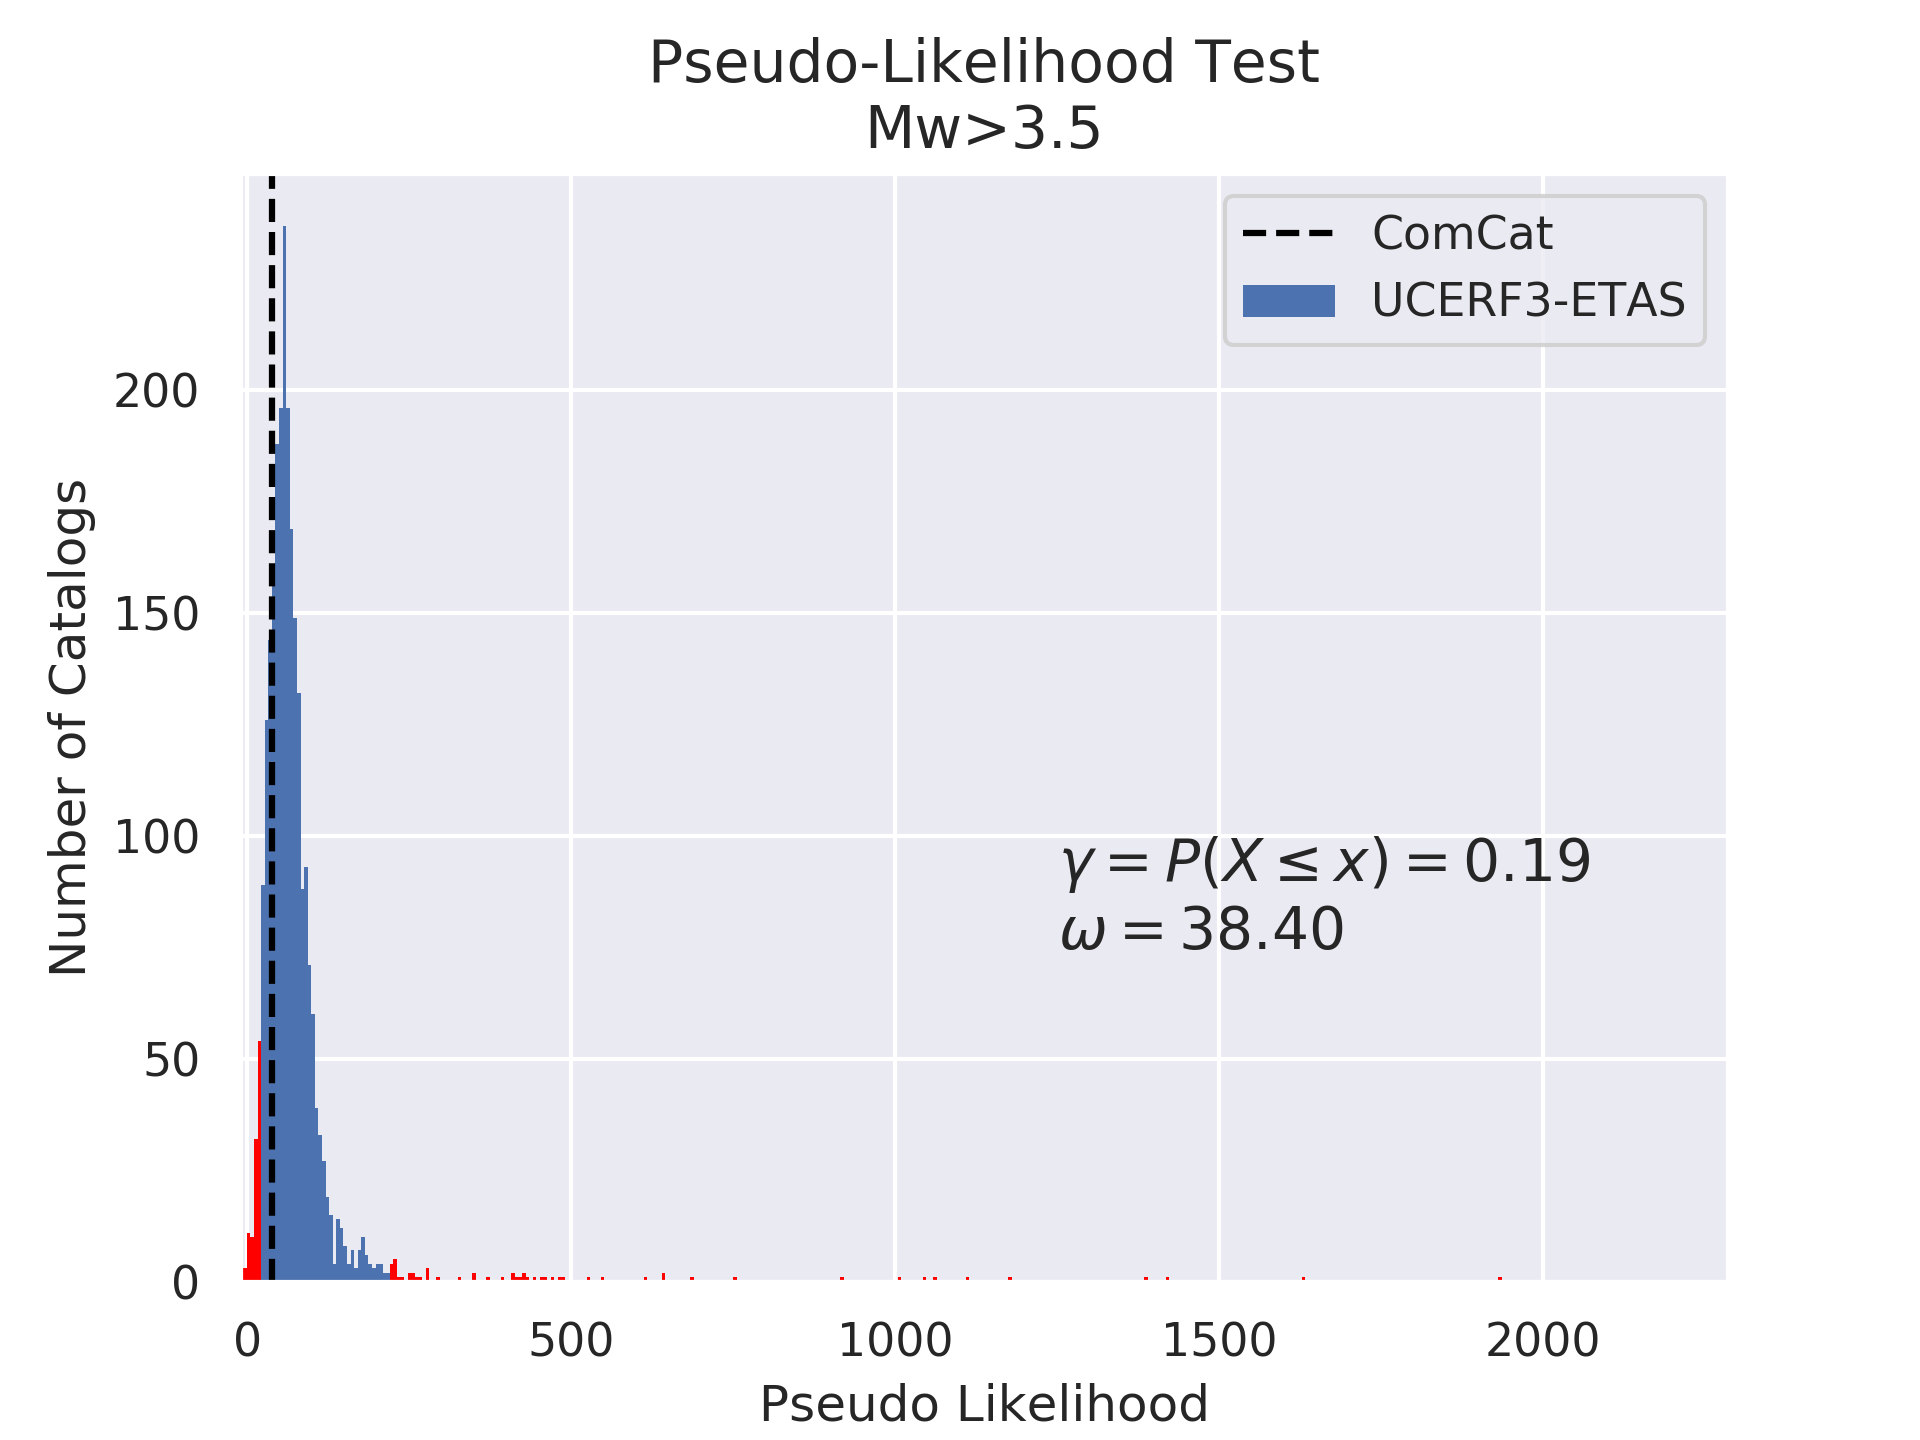 Pseudo-Likelihood Test
Mw>3.5
ComCat
UCERF3-ETAS
Number of Catalogs
200
150
100
50
0
γ = P(X ≤ x) = 0.19
ω = 38.40
0 500 1000 1500 2000
Pseudo Likelihood